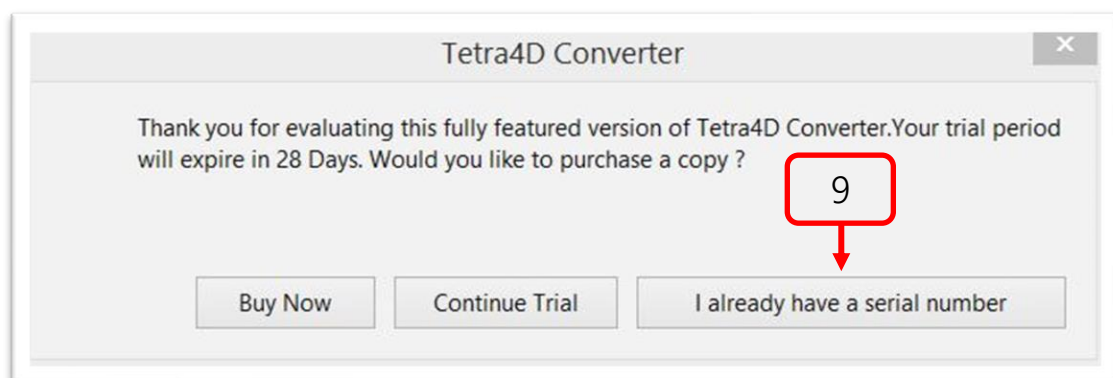 Tetra4D Converter
Thank you for evaluating this fully featured version of Tetra4D Converter.Your trial period
will expire in 28 Days. Would you like to purchase a copy ?
9
Buy Now
Continue Trial
I already have a serial number